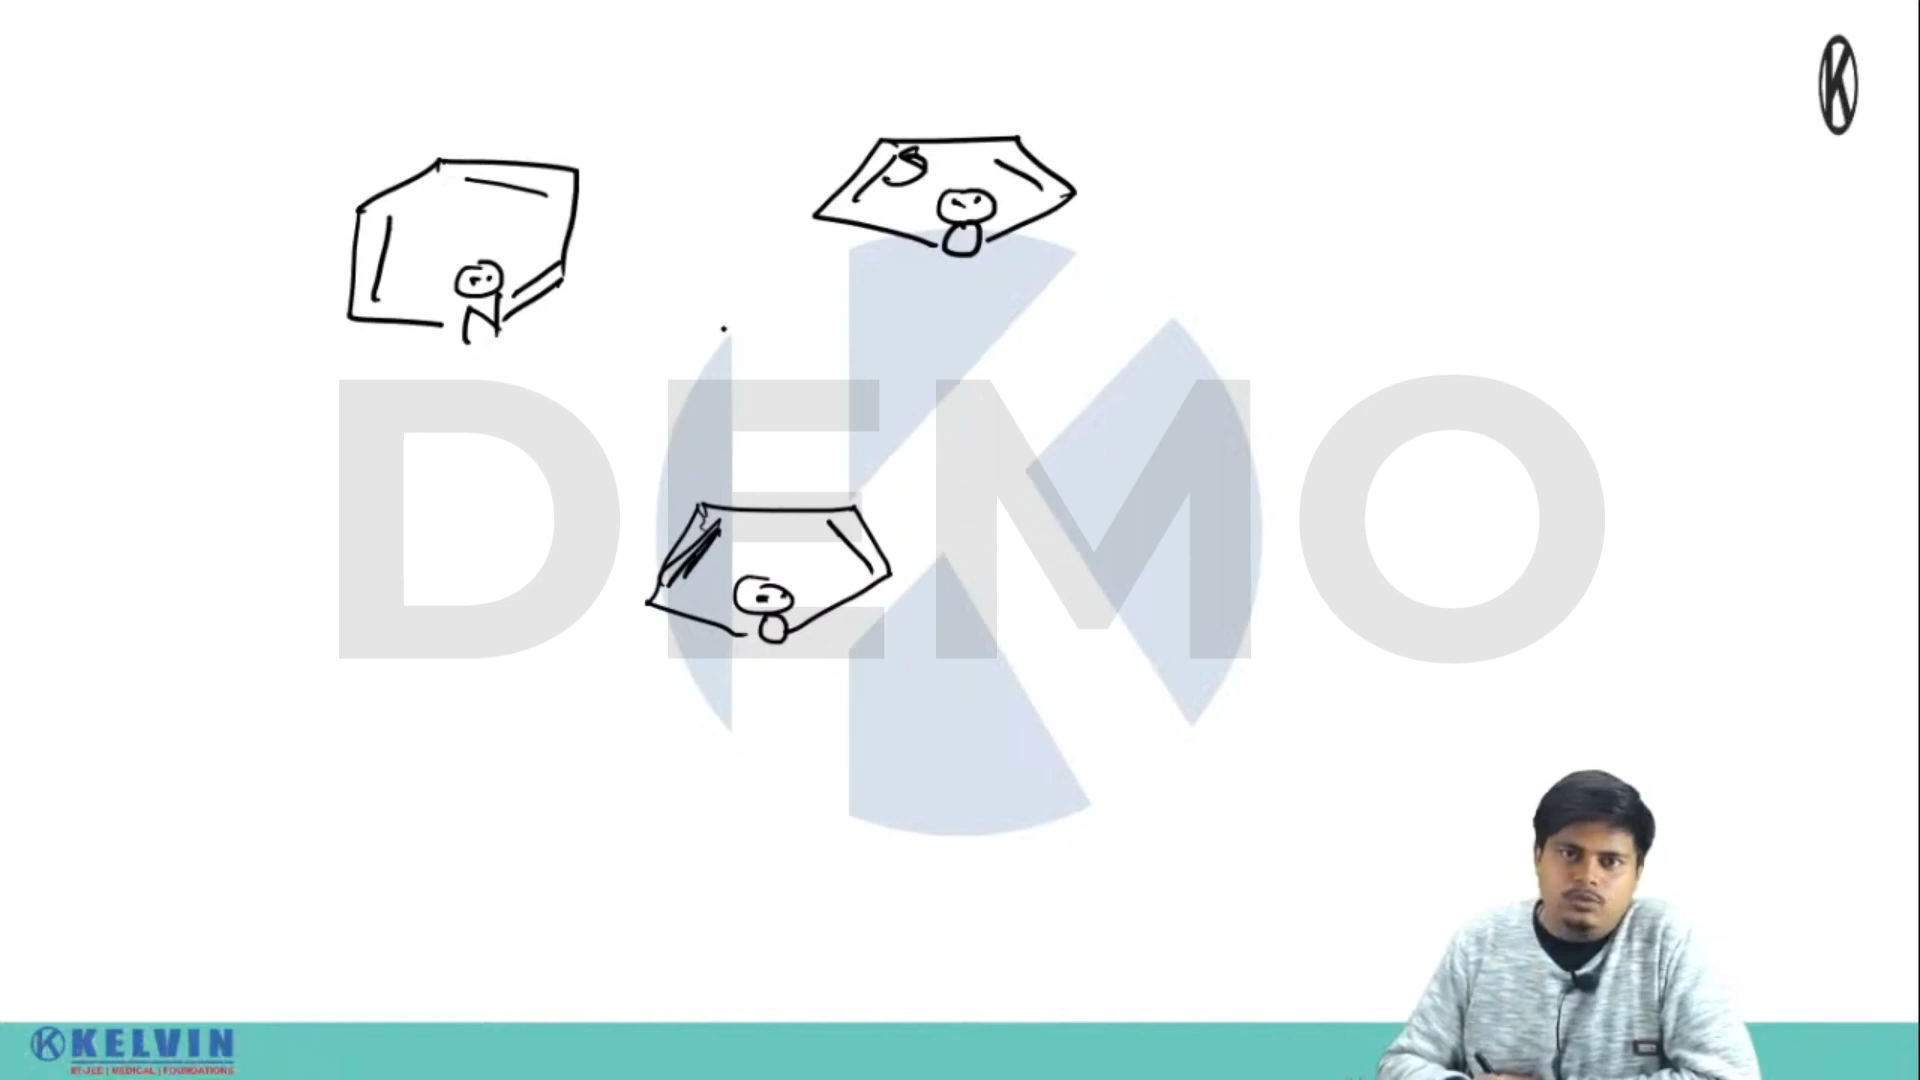 K
S
DEMO
KELVIN
IIT-JEE | MEDICAL | FOUNDATIONS